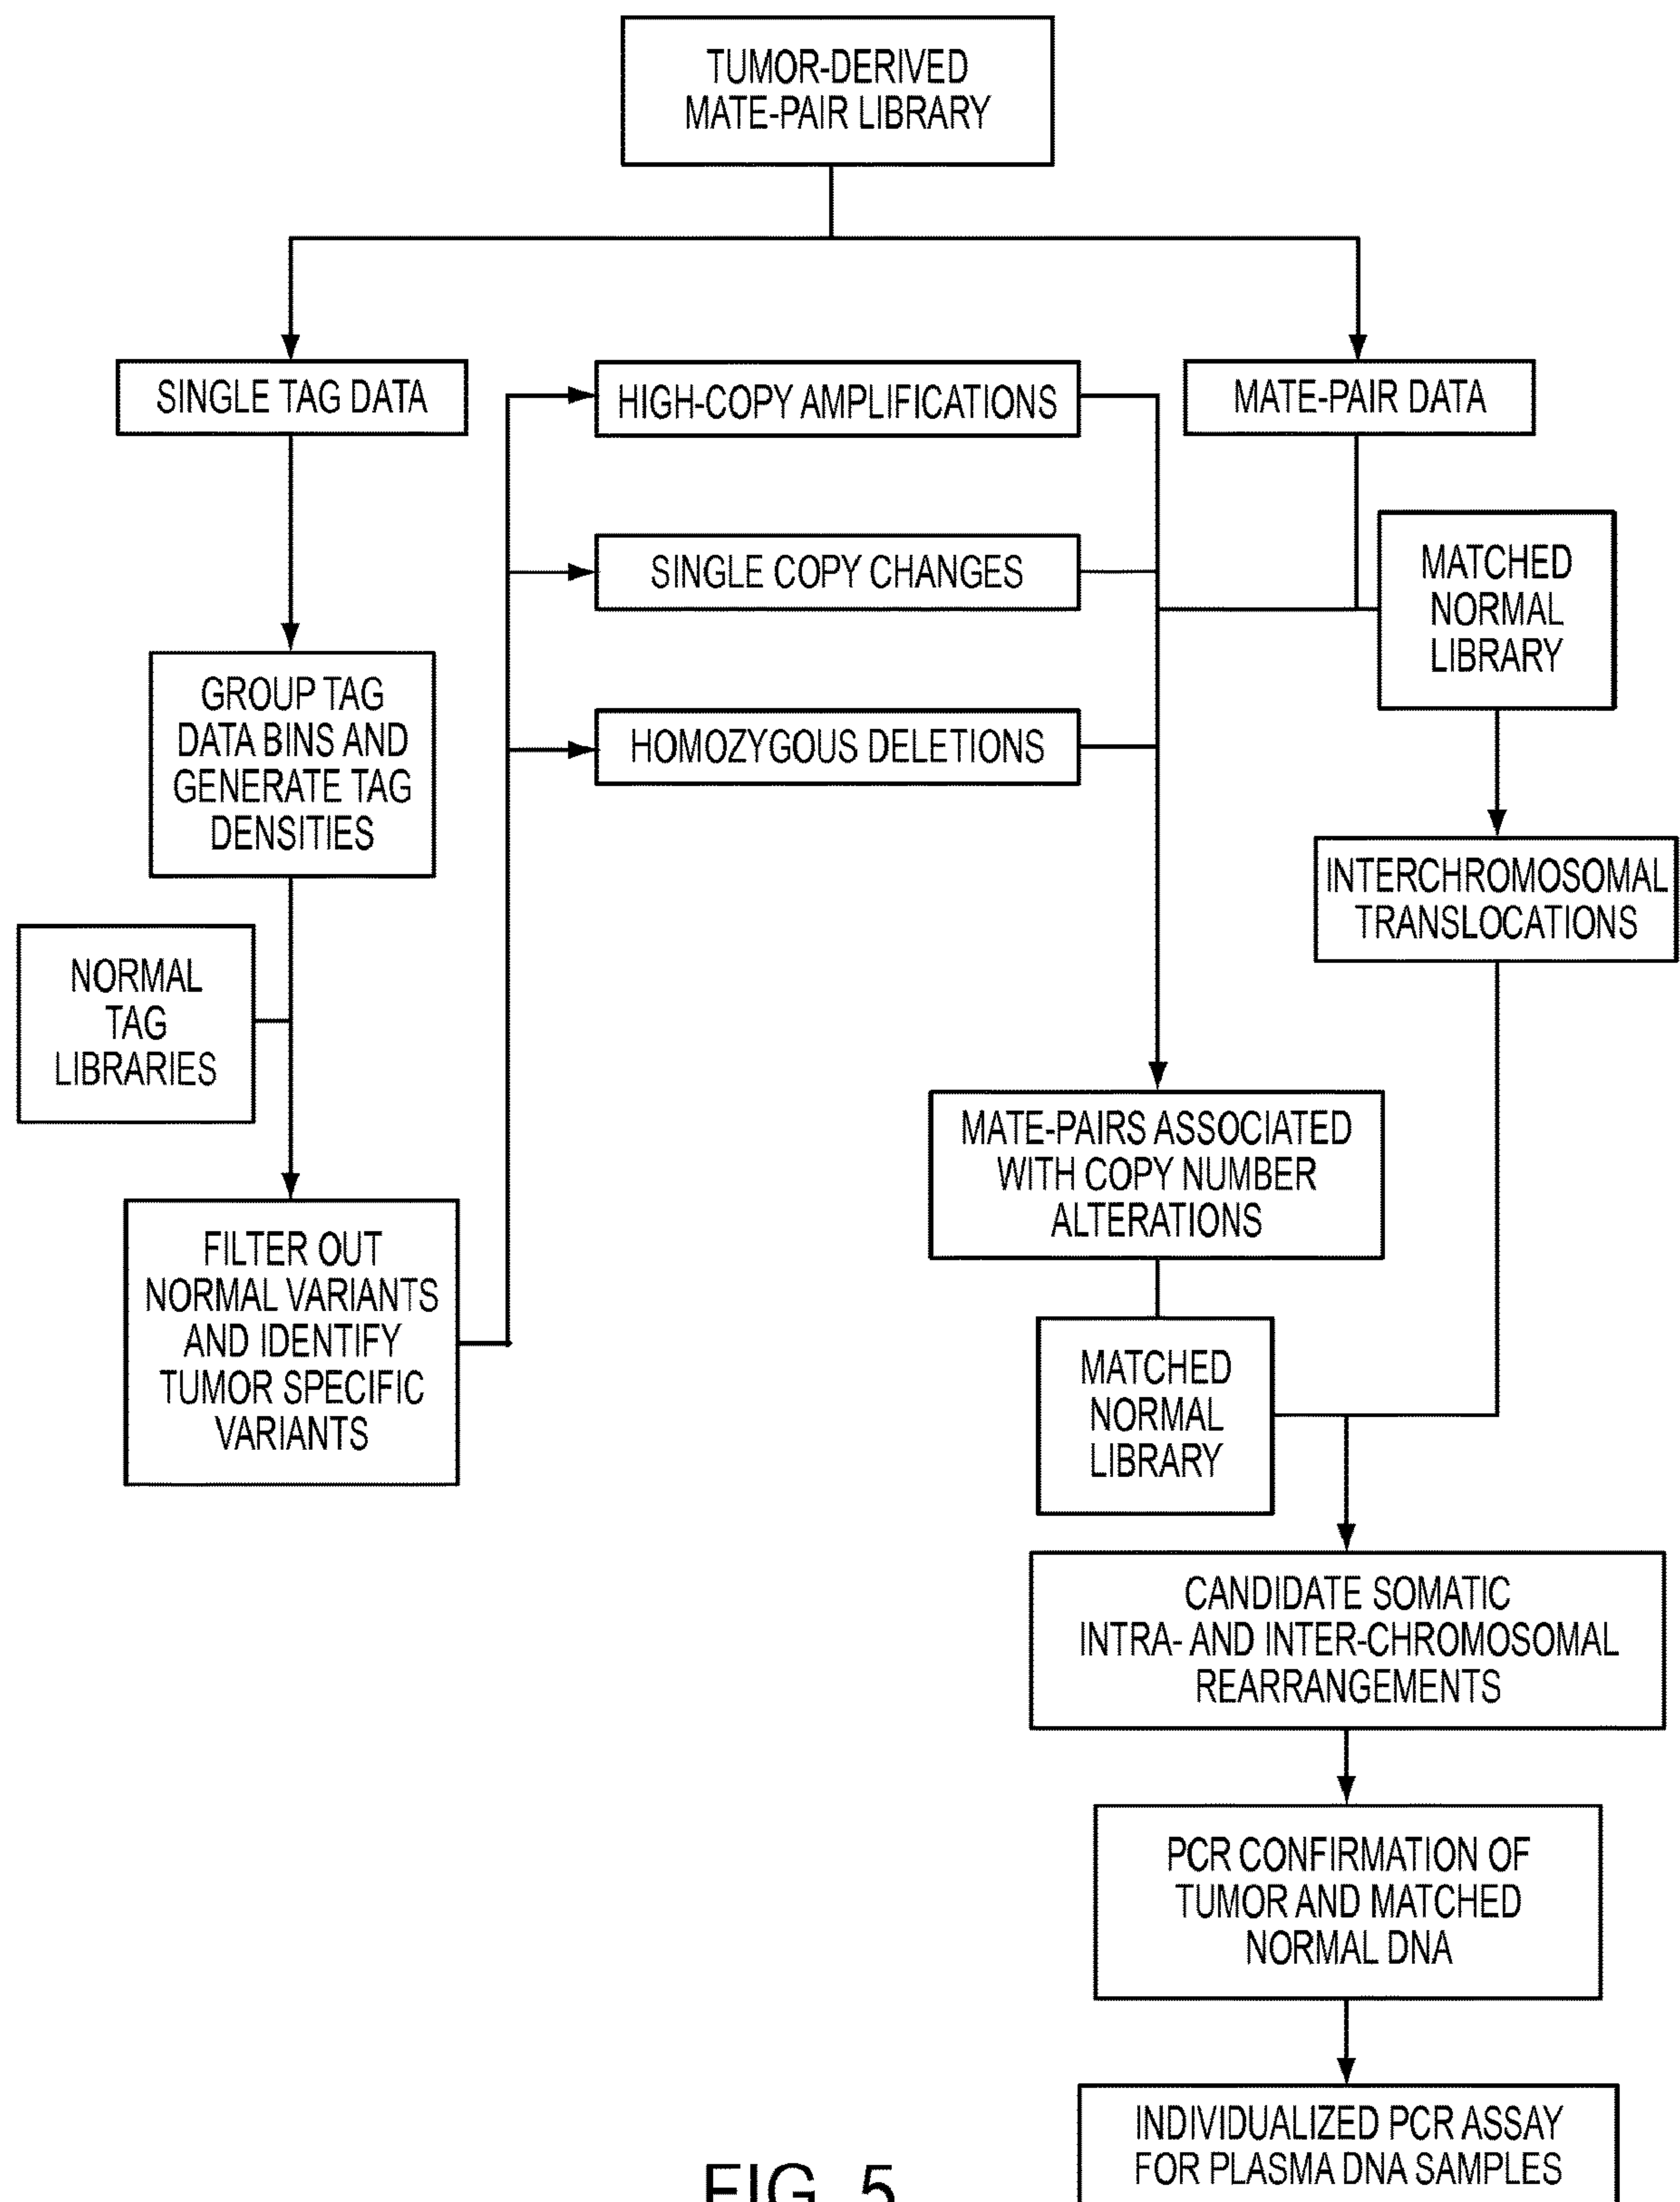 TUMOR-DERIVED
MATE-PAIR LIBRARY
SINGLE TAG DATA
HIGH-COPY AMPLIFICATIONS
MATE-PAIR DATA
SINGLE COPY CHANGES
MATCHED
NORMAL
LIBRARY
GROUP TAG
DATA BINS AND
GENERATE TAG
DENSITIES
HOMOZYGOUS DELETIONS
INTERCHROMOSOMAL
TRANSLOCATIONS
NORMAL
TAG
LIBRARIES
MATE-PAIRS ASSOCIATED
WITH COPY NUMBER
ALTERATIONS
FILTER OUT
NORMAL VARIANTS
AND IDENTIFY
TUMOR SPECIFIC
VARIANTS
MATCHED
NORMAL
LIBRARY
CANDIDATE SOMATIC
INTRA- AND INTER-CHROMOSOMAL
REARRANGEMENTS
PCR CONFIRMATION OF
TUMOR AND MATCHED
NORMAL DNA
INDIVIDUALIZED PCR ASSAY
FOR PLASMA DNA SAMPLES
FIG. 5